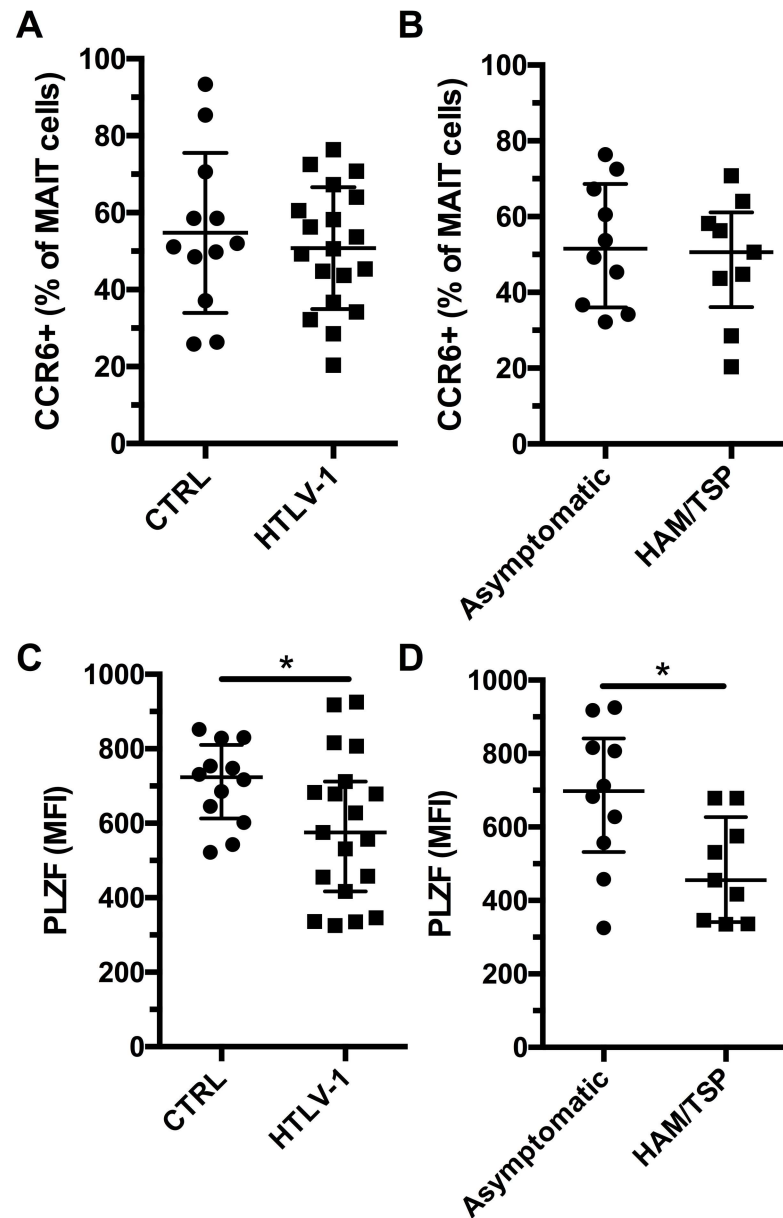 A
CCR6+ (% of MAIT cells)
100
80
60
40
20
0
CTRL
HTLV-1
B
CCR6+ (% of MAIT cells)
100
80
60
40
20
0
Asymptomatic
HAM/TSP
C
PLZF (MFI)
1000
800
600
400
200
0
*
CTRL
HTLV-1
D
PLZF (MFI)
1000
800
600
400
200
0
*
Asymptomatic
HAM/TSP